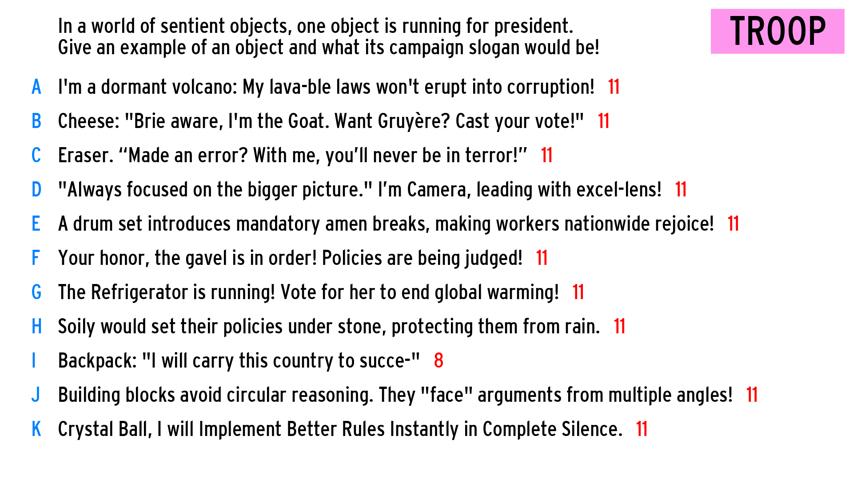 In a world of sentient objects, one object is running for president.
Give an example of an object and what its campaign slogan would be!
TROOP
A I'm a dormant volcano: My lava-ble laws won't erupt into corruption! 11
B Cheese: "Brie aware, I'm the Goat. Want Gruyère? Cast your vote!" 11
C Eraser. “Made an error? With me, you’ll never be in terror!” 11
D "Always focused on the bigger picture." I’m Camera, leading with excel-lens! 11
E A drum set introduces mandatory amen breaks, making workers nationwide rejoice! 11
F Your honor, the gavel is in order! Policies are being judged! 11
G The Refrigerator is running! Vote for her to end global warming! 11
H Soily would set their policies under stone, protecting them from rain. 11
I Backpack: "I will carry this country to succe-" 8
J Building blocks avoid circular reasoning. They "face" arguments from multiple angles! 11
K Crystal Ball, I will Implement Better Rules Instantly in Complete Silence. 11